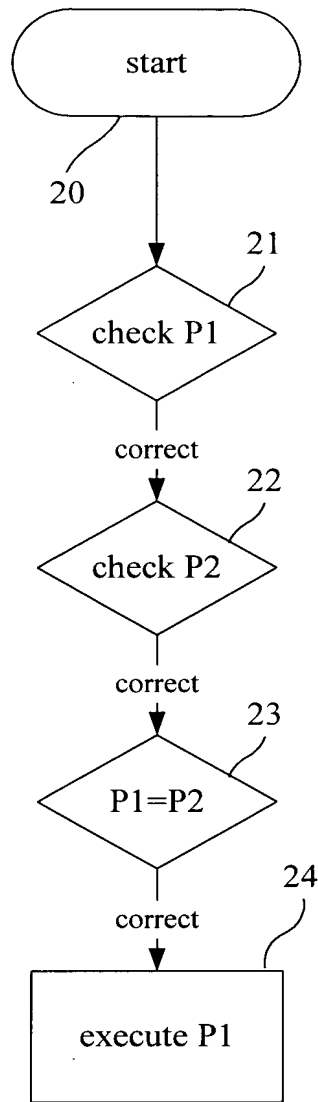 start
20
21
check P1
correct
22
check P2
correct
23
P1=P2
correct
24
execute P1